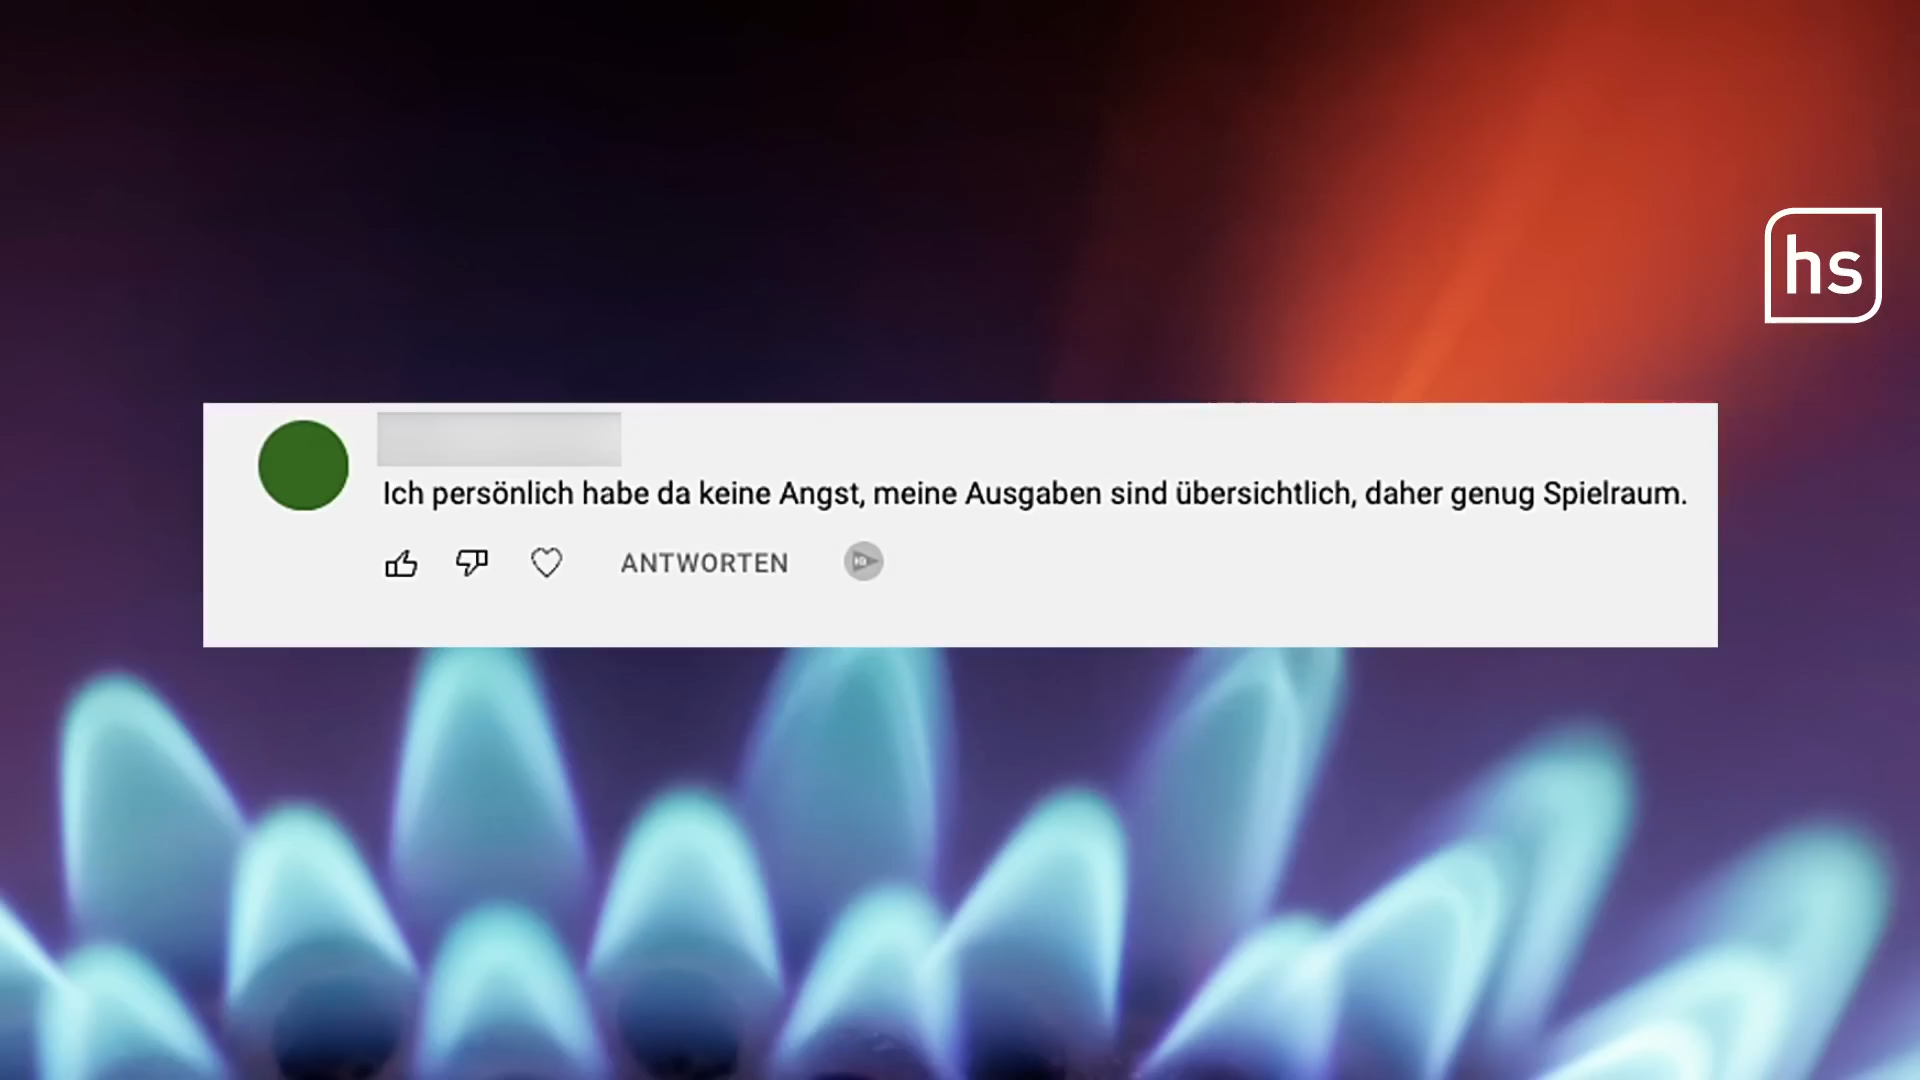 hs
Ich persönlich habe da keine Angst, meine Ausgaben sind übersichtlich, daher genug Spielraum.
ANTWORTEN